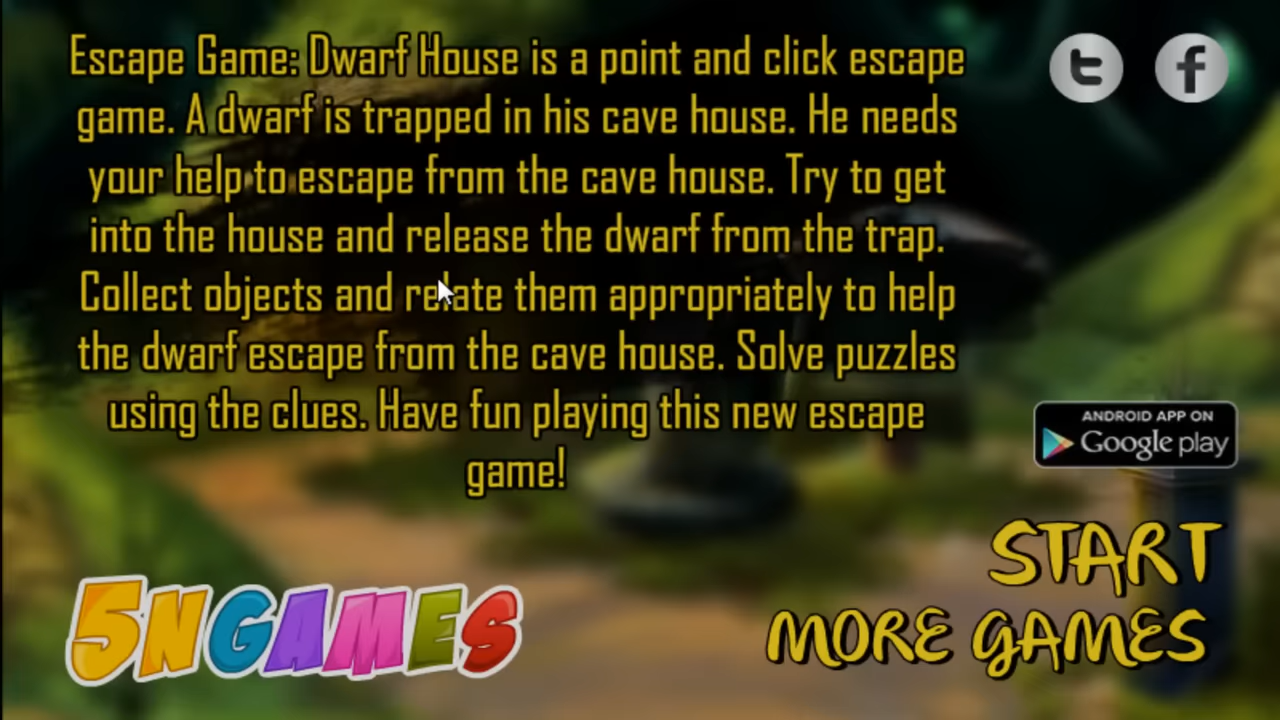 Escape Game: Dwarf House is a point and click escape
game. A dwarf is trapped in his cave house. He needs
your help to escape from the cave house. Try to get
into the house and release the dwarf from the trap.
Collect objects and relate them appropriately to help
the dwarf escape from the cave house. Solve puzzles
using the clues. Have fun playing this new escape
game!
t f
ANDROID APP ON
Google play
START
MORE GAMES
5NGAMES